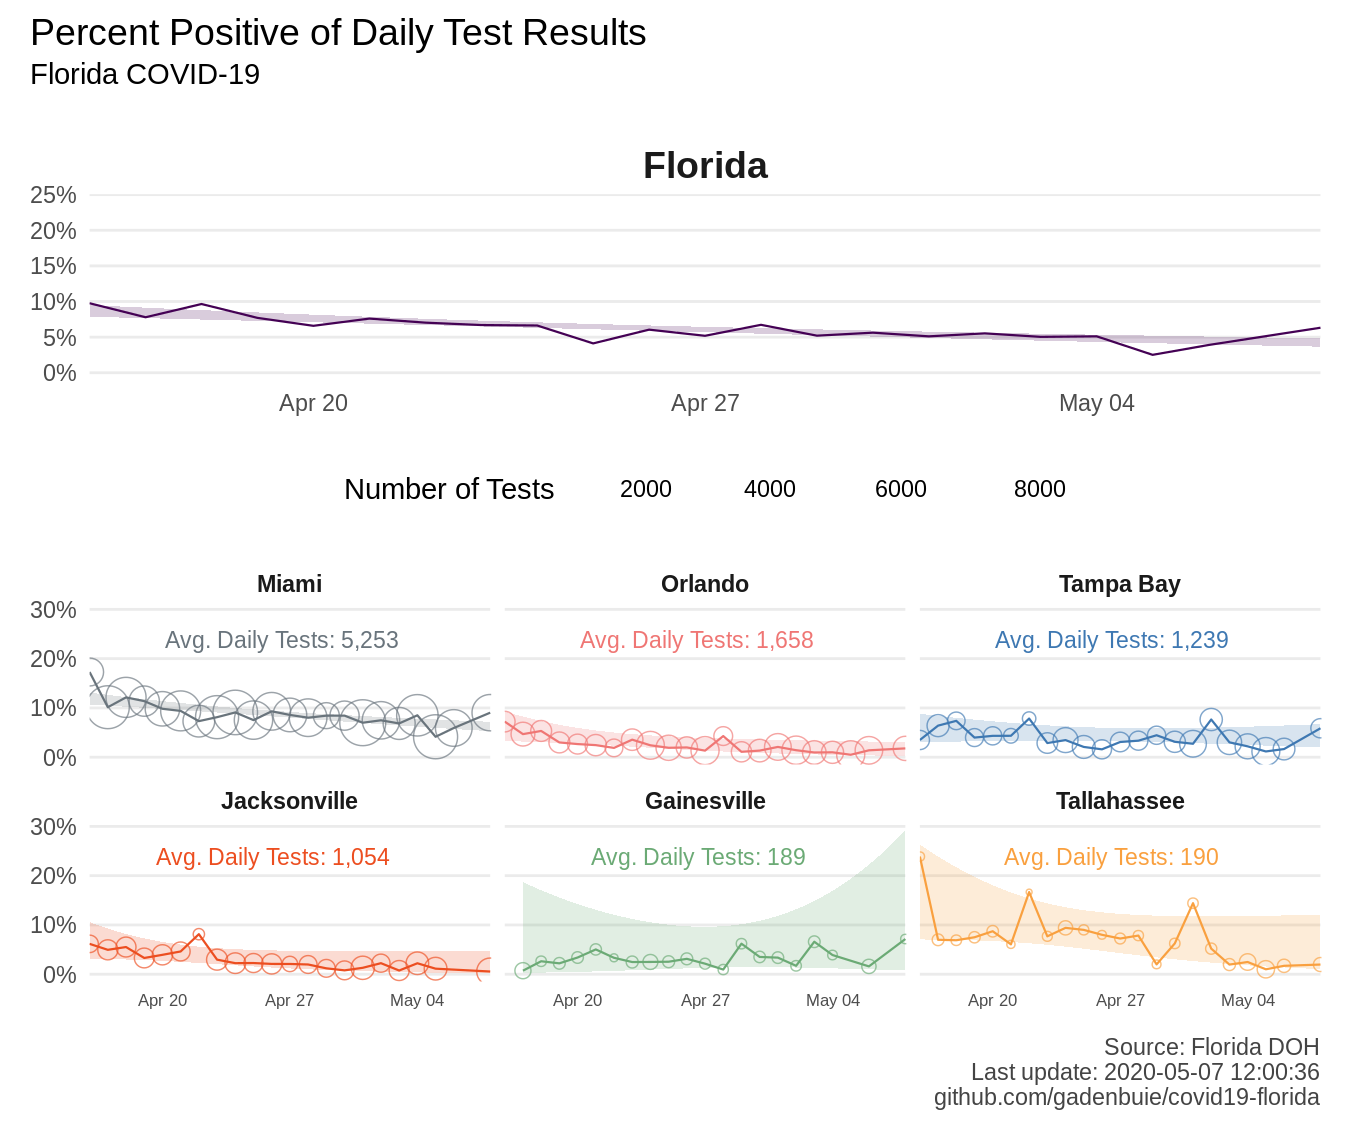 Percent Positive of Daily Test Results
Florida COVID-19
Florida
25%
20%
15%
10%
5%
0%
Apr 20 Apr 27 May 04
Number of Tests 2000 4000 6000 8000
Miami Orlando Tampa Bay
30%
Avg. Daily Tests: 5,253 Avg. Daily Tests: 1,658 Avg. Daily Tests: 1,239
20%
10%
0%
Jacksonville Gainesville Tallahassee
30%
Avg. Daily Tests: 1,054 Avg. Daily Tests: 189 Avg. Daily Tests: 190
20%
10%
0%
Apr 20 Apr 27 May 04 Apr 20 Apr 27 May 04 Apr 20 Apr 27 May 04
Source: Florida DOH
Last update: 2020-05-07 12:00:36
github.com/gadenbuie/covid19-florida